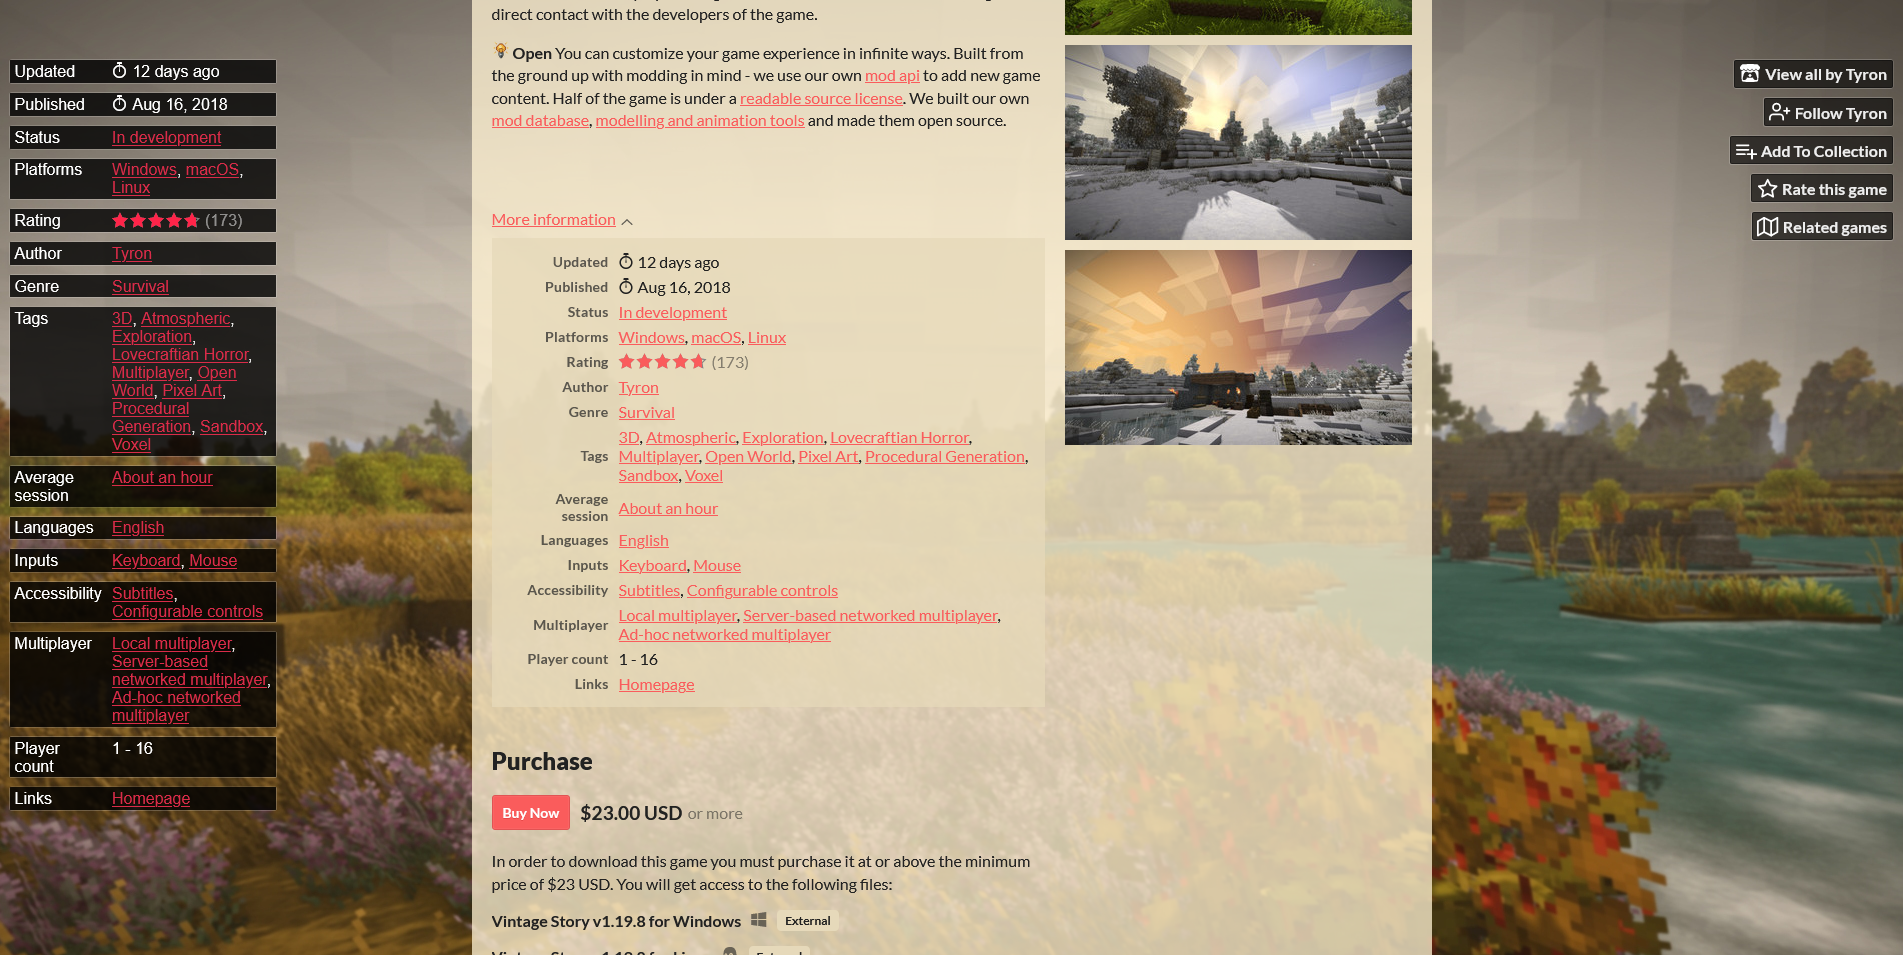 Updated 12 days ago
Published Aug 16, 2018
Status In development
Platforms Windows, macOS,
Linux
Rating (173)
Author Tyron
Genre Survival
Tags 3D, Atmospheric,
Exploration,
Lovecraftian Horror,
Multiplayer, Open
World, Pixel Art,
Procedural
Generation, Sandbox,
Voxel
Average About an hour
session
Languages English
Inputs Keyboard, Mouse
Accessibility Subtitles,
Configurable controls
Multiplayer Local multiplayer,
Server-based
networked multiplayer,
Ad-hoc networked
multiplayer
Player 1 - 16
count
Links Homepage
direct contact with the developers of the game.
Open You can customize your game experience in infinite ways. Built from
the ground up with modding in mind - we use our own mod api to add new game
content. Half of the game is under a readable source license. We built our own
mod database, modelling and animation tools and made them open source.
More information
Updated 12 days ago
Published Aug 16, 2018
Status In development
Platforms Windows, macOS, Linux
Rating (173)
Author Tyron
Genre Survival
3D, Atmospheric, Exploration, Lovecraftian Horror,
Tags Multiplayer, Open World, Pixel Art, Procedural Generation,
Sandbox, Voxel
Average
session About an hour
Languages English
Inputs Keyboard, Mouse
Accessibility Subtitles, Configurable controls
Multiplayer Local multiplayer, Server-based networked multiplayer,
Ad-hoc networked multiplayer
Player count 1 - 16
Links Homepage
Purchase
Buy Now $23.00 USD or more
In order to download this game you must purchase it at or above the minimum
price of $23 USD. You will get access to the following files:
Vintage Story v1.19.8 for Windows External
View all by Tyron
Follow Tyron
Add To Collection
Rate this game
Related games